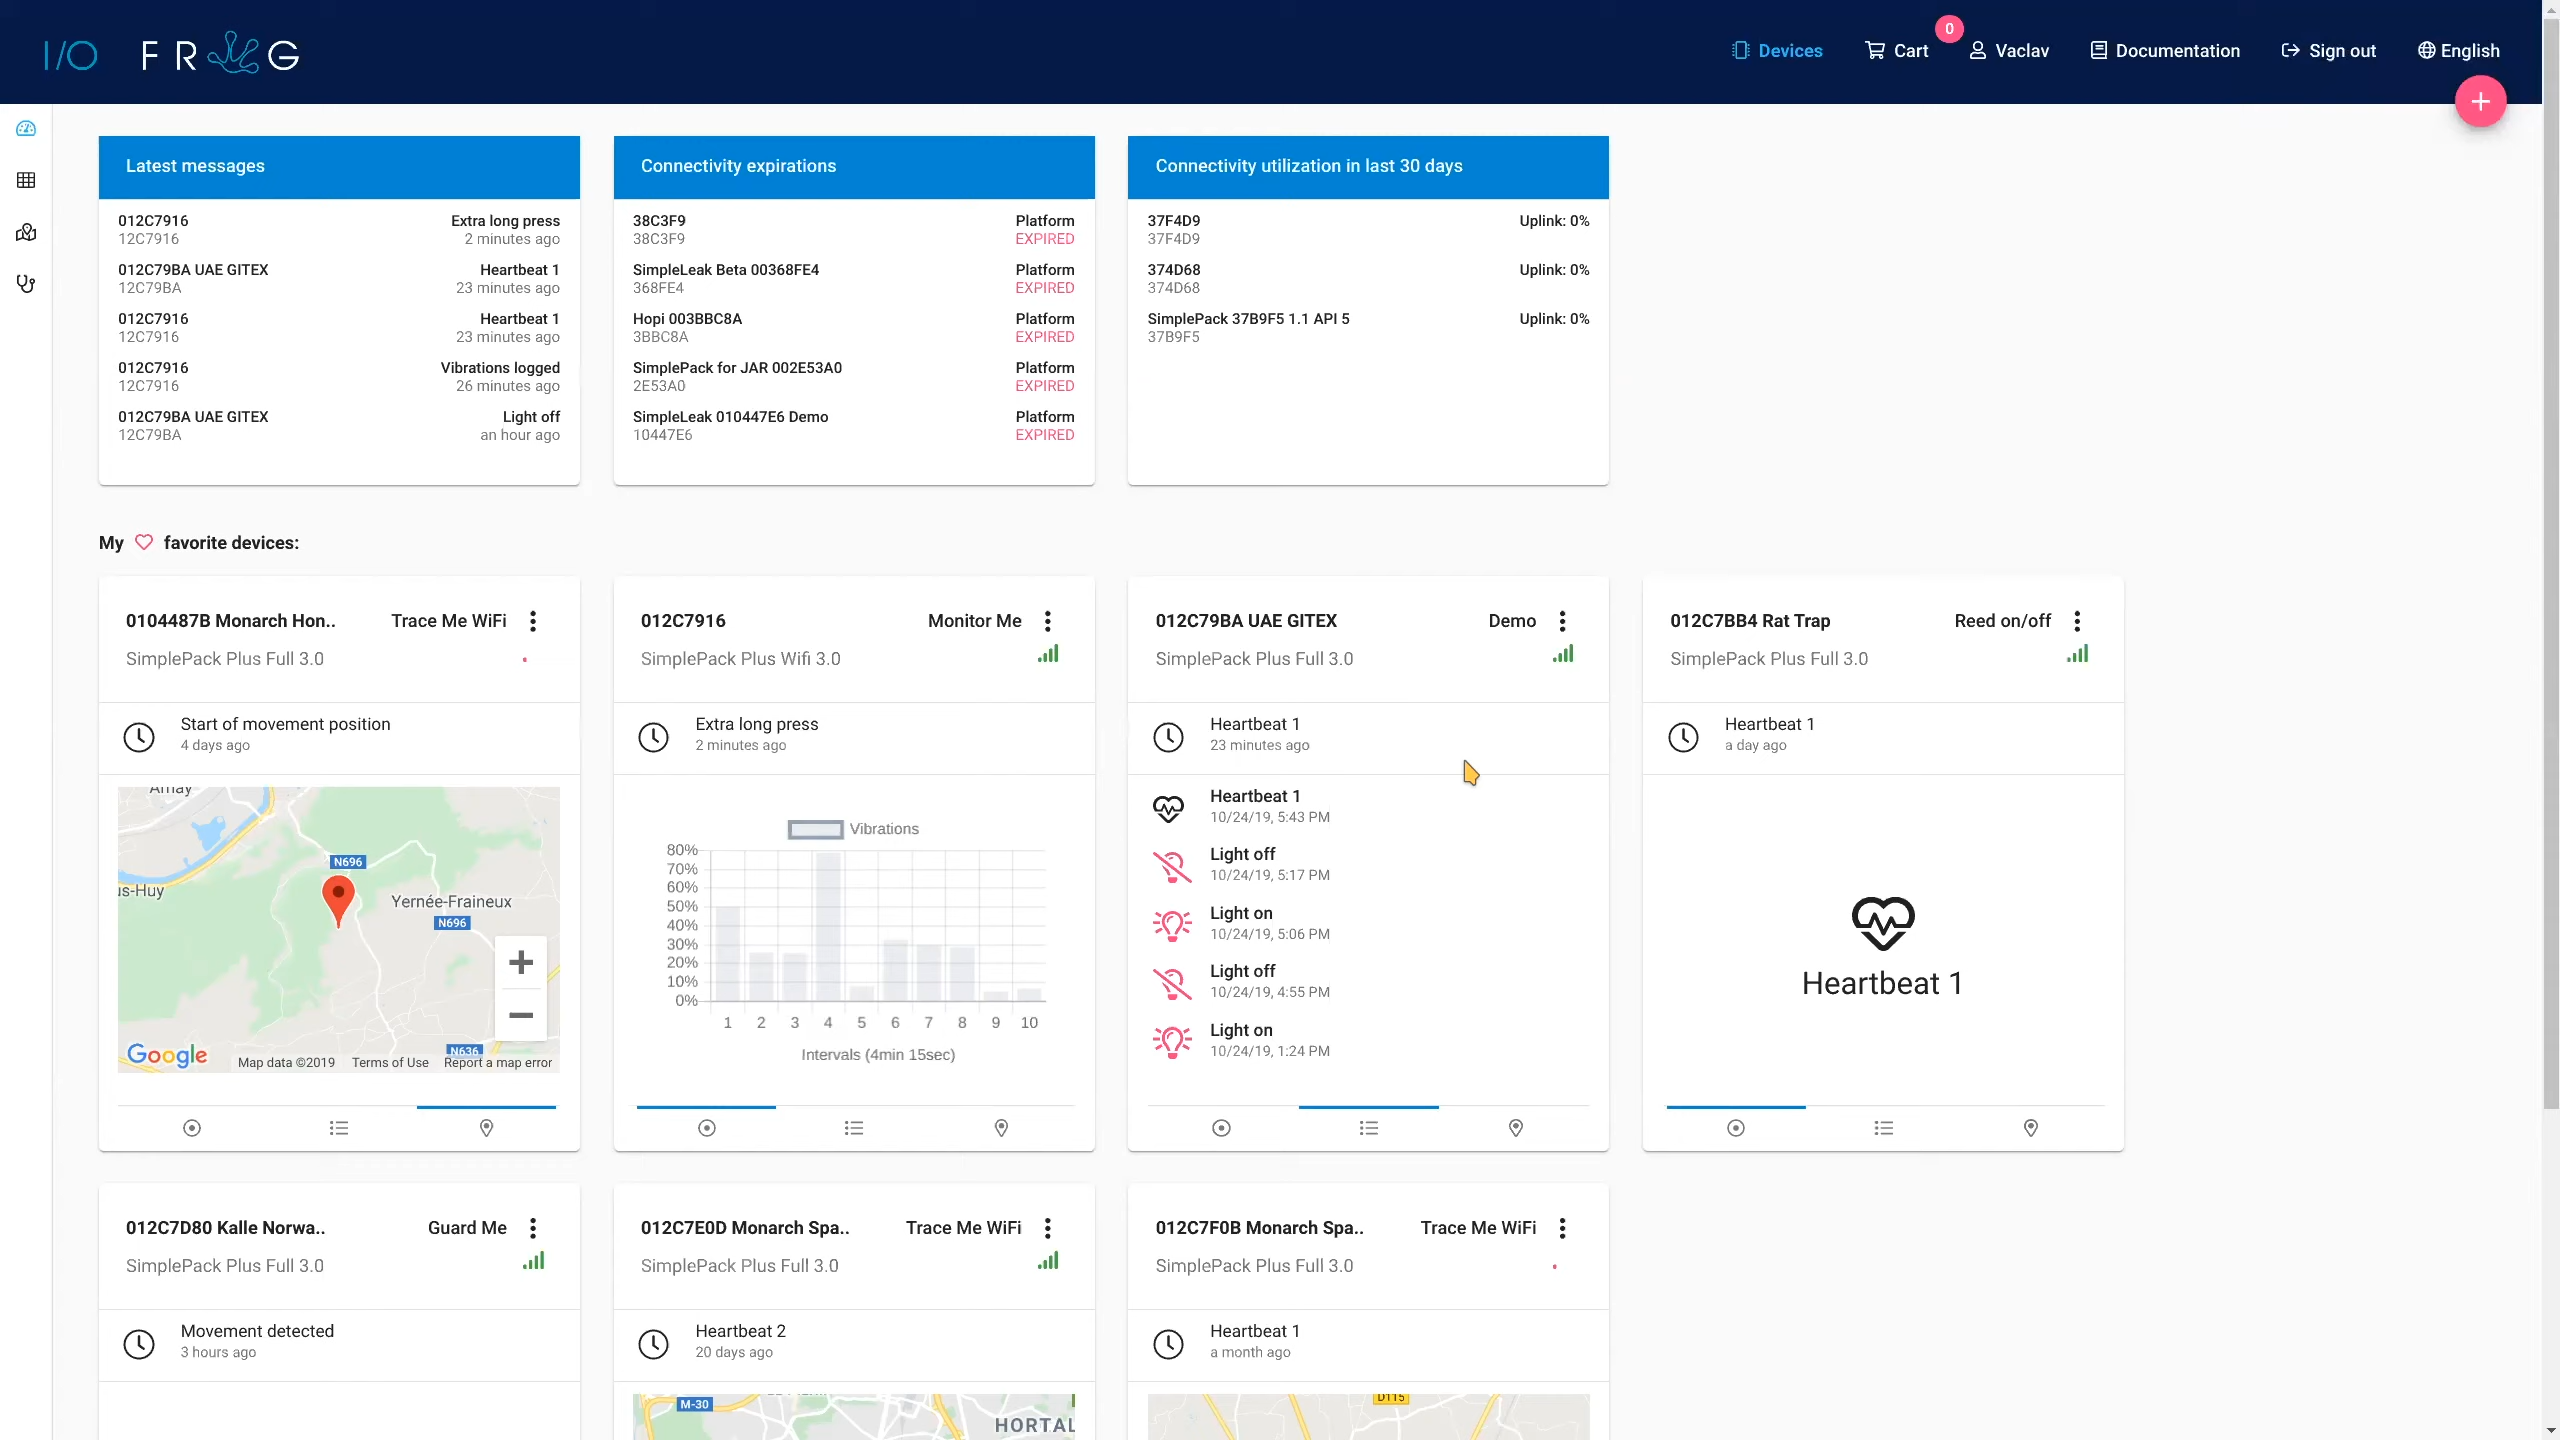 I/O FROG
Devices
Cart
0
Vaclav
Documentation
Sign out
English
+
Latest messages
012C7916 Extra long press
12C7916 2 minutes ago
012C79BA UAE GITEX Heartbeat 1
12C79BA 23 minutes ago
012C7916 Heartbeat 1
12C7916 23 minutes ago
012C7916 Vibrations logged
12C7916 26 minutes ago
012C79BA UAE GITEX Light off
12C79BA an hour ago
Connectivity expirations
38C3F9 Platform
38C3F9 EXPIRED
SimpleLeak Beta 00368FE4 Platform
368FE4 EXPIRED
Hopi 003BBC8A Platform
3BBC8A EXPIRED
SimplePack for JAR 002E53A0 Platform
2E53A0 EXPIRED
SimpleLeak 010447E6 Demo Platform
10447E6 EXPIRED
Connectivity utilization in last 30 days
37F4D9 Uplink: 0%
37F4D9
374D68 Uplink: 0%
374D68
SimplePack 37B9F5 1.1 API 5 Uplink: 0%
37B9F5
My favorite devices:
0104487B Monarch Hon.. Trace Me WiFi
SimplePack Plus Full 3.0
Start of movement position
4 days ago
Amay
us-Huy
N696
Yernée-Fraineux
N696
N636
Google
Map data ©2019 Terms of Use Report a map error
012C7916 Monitor Me
SimplePack Plus Wifi 3.0
Extra long press
2 minutes ago
Vibrations
80%
70%
60%
50%
40%
30%
20%
10%
0%
1 2 3 4 5 6 7 8 9 10
Intervals (4min 15sec)
012C79BA UAE GITEX Demo
SimplePack Plus Full 3.0
Heartbeat 1
23 minutes ago
Heartbeat 1
10/24/19, 5:43 PM
Light off
10/24/19, 5:17 PM
Light on
10/24/19, 5:06 PM
Light off
10/24/19, 4:55 PM
Light on
10/24/19, 1:24 PM
012C7BB4 Rat Trap Reed on/off
SimplePack Plus Full 3.0
Heartbeat 1
a day ago
Heartbeat 1
012C7D80 Kalle Norwa.. Guard Me
SimplePack Plus Full 3.0
Movement detected
3 hours ago
012C7E0D Monarch Spa.. Trace Me WiFi
SimplePack Plus Full 3.0
Heartbeat 2
20 days ago
M-30
HORTAL
012C7F0B Monarch Spa.. Trace Me WiFi
SimplePack Plus Full 3.0
Heartbeat 1
a month ago
D115